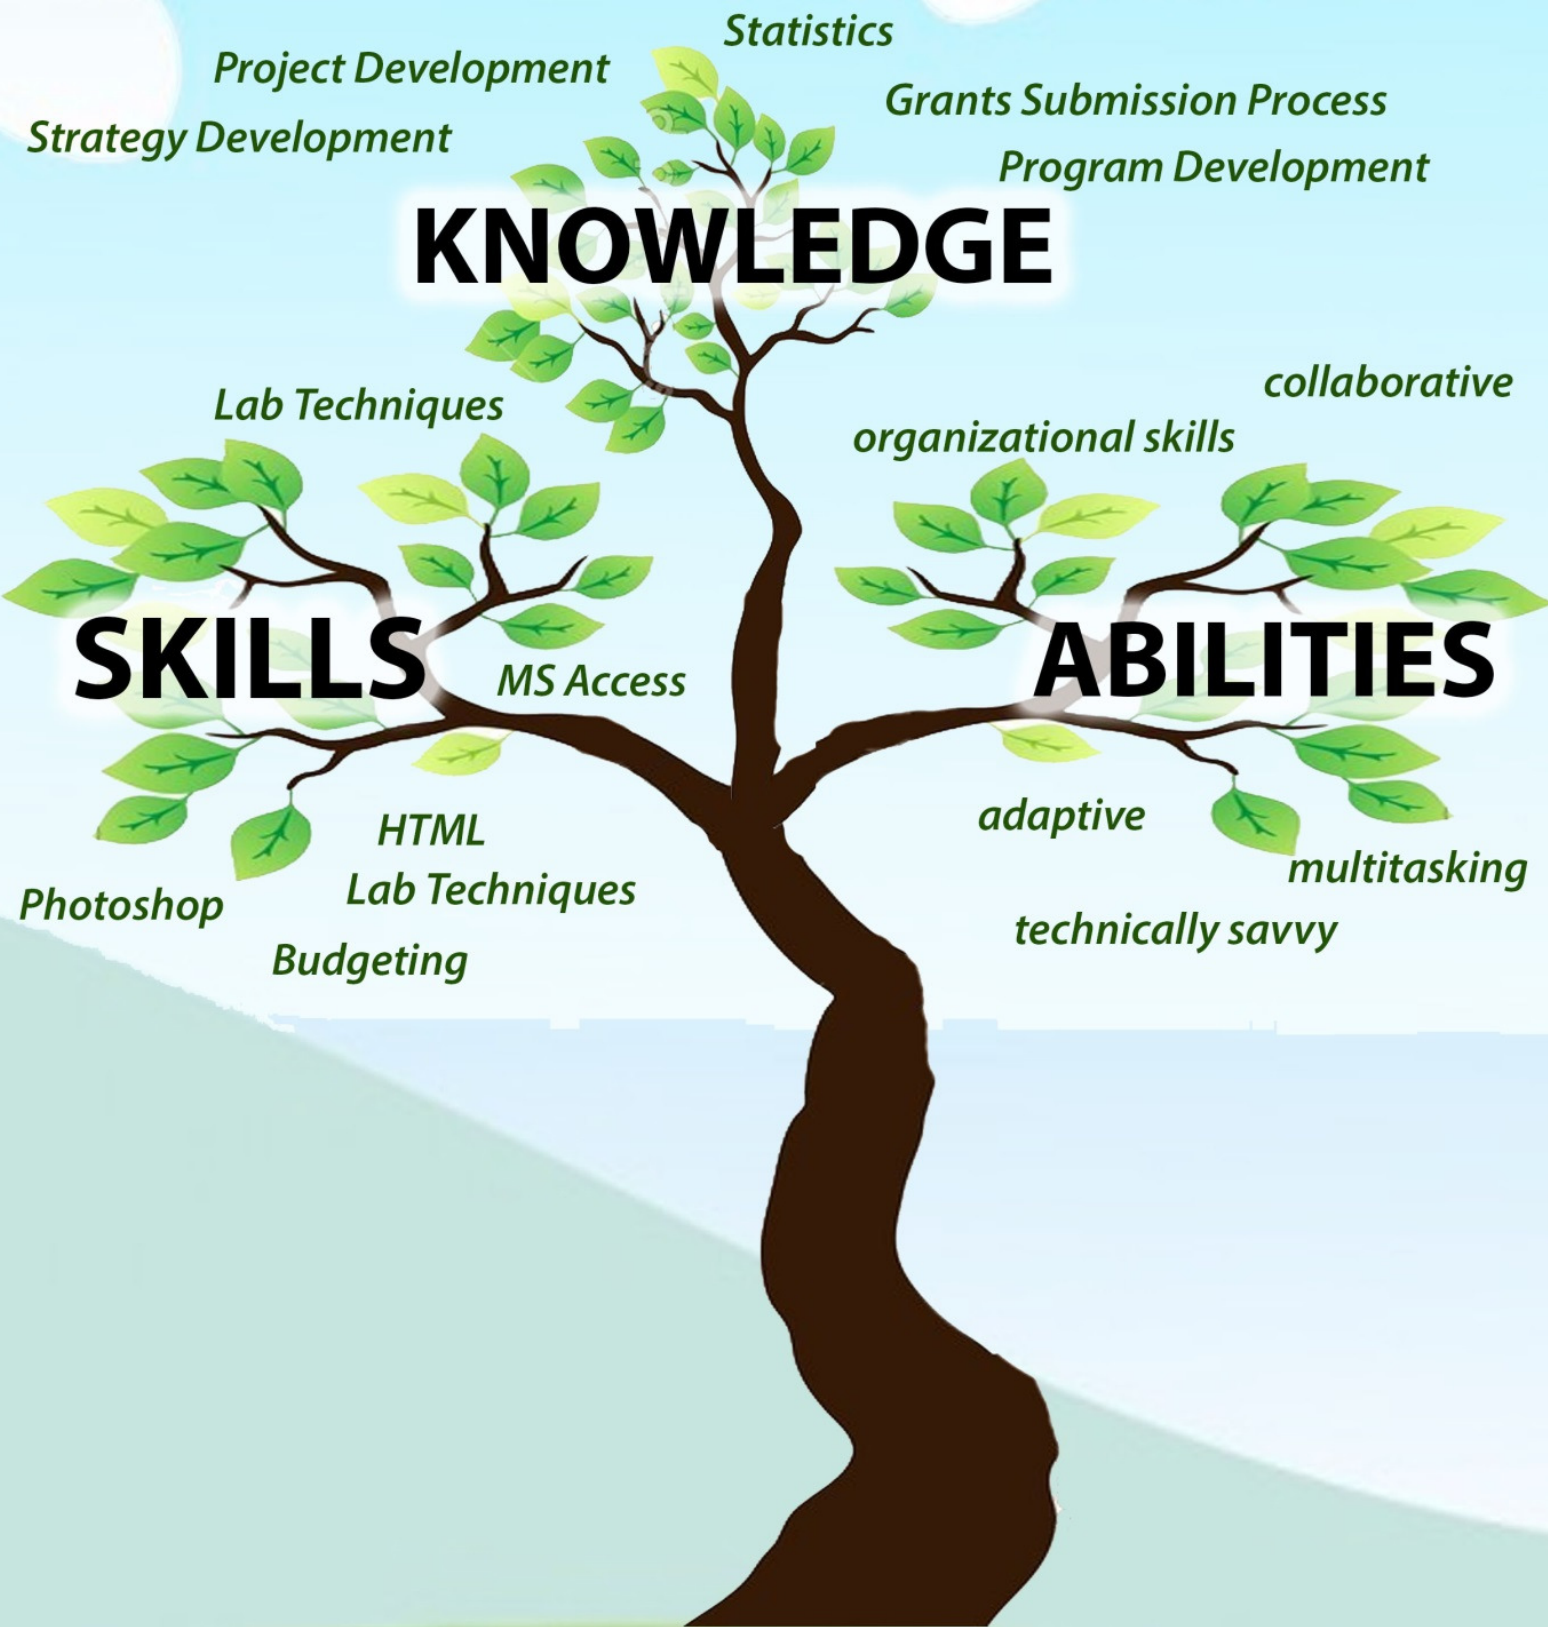 Statistics
Project Development
Grants Submission Process
Strategy Development
Program Development
KNOWLEDGE
collaborative
Lab Techniques
organizational skills
SKILLS
MS Access
ABILITIES
HTML
adaptive
multitasking
Lab Techniques
Photoshop
technically savvy
Budgeting